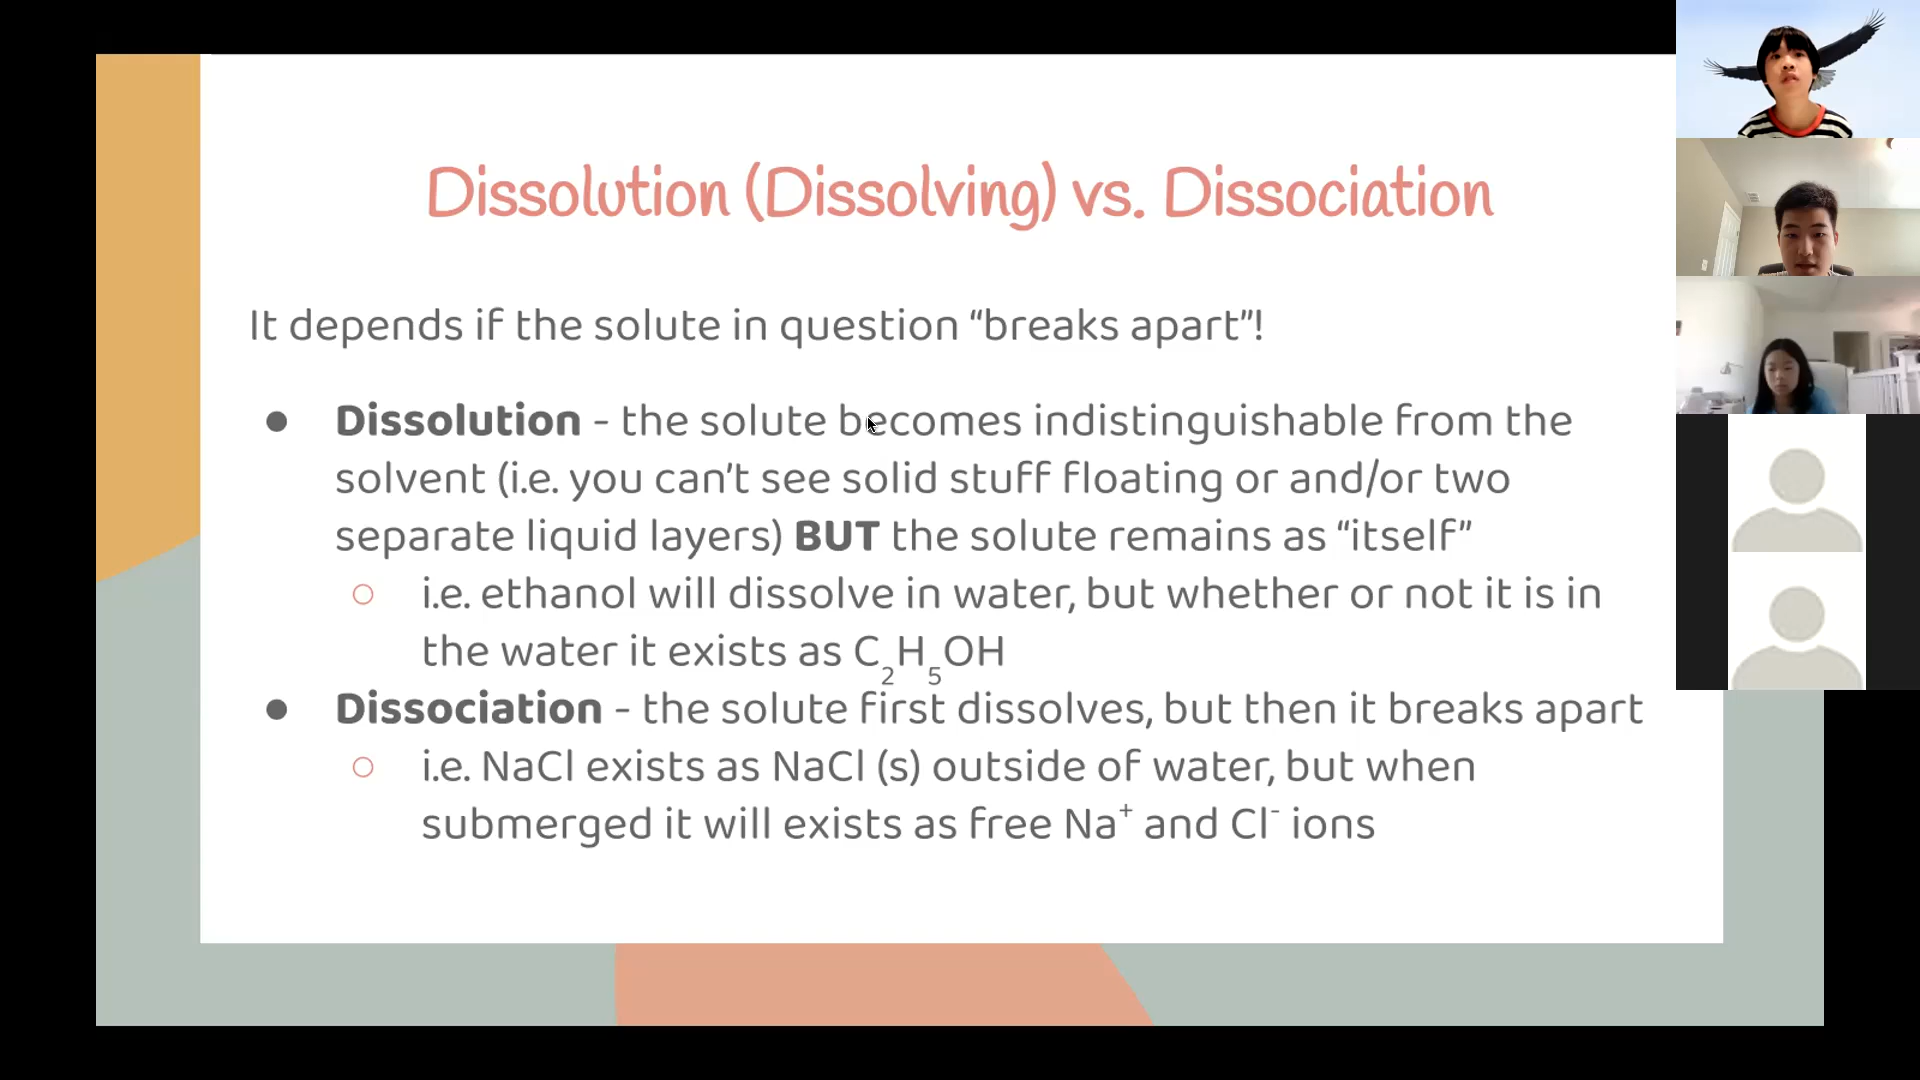 Dissolution (Dissolving) vs. Dissociation
It depends if the solute in question “breaks apart”!
● Dissolution - the solute becomes indistinguishable from the
solvent (i.e. you can’t see solid stuff floating or and/or two
separate liquid layers) BUT the solute remains as “itself”
○ i.e. ethanol will dissolve in water, but whether or not it is in
the water it exists as C₂H₅OH
● Dissociation - the solute first dissolves, but then it breaks apart
○ i.e. NaCl exists as NaCl (s) outside of water, but when
submerged it will exists as free Na⁺ and Cl⁻ ions